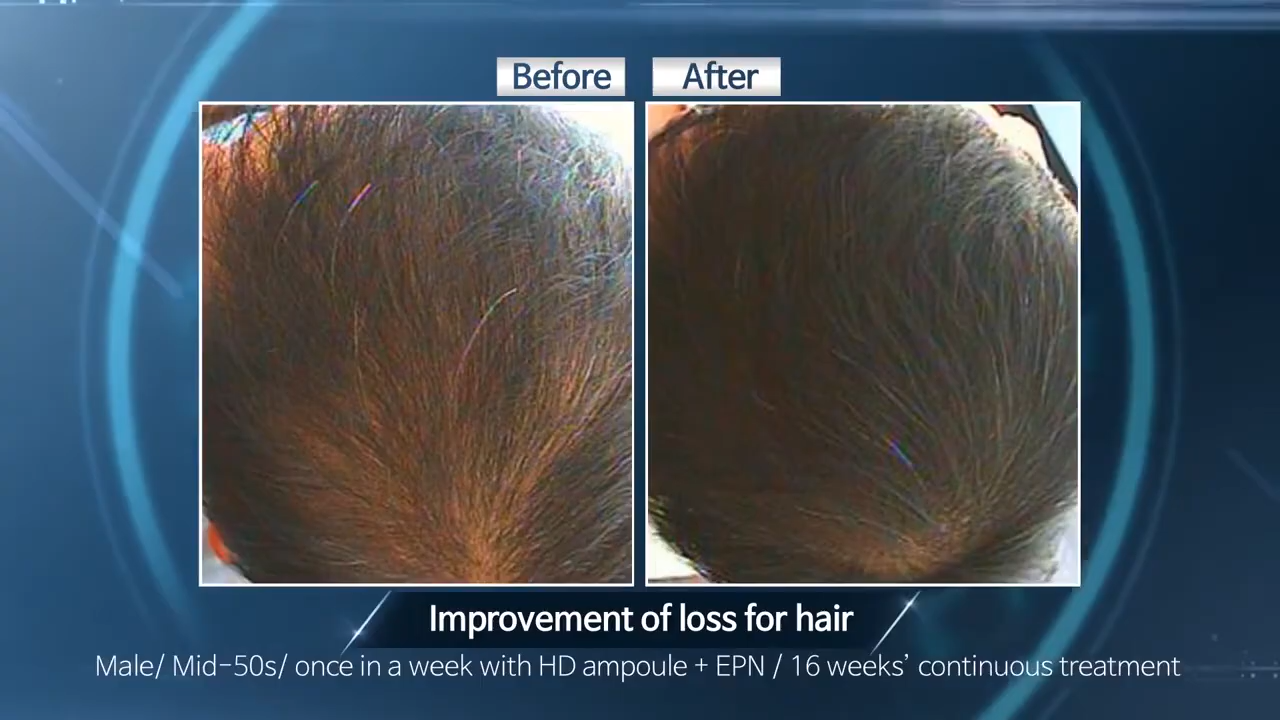 Before After
Improvement of loss for hair
Male/ Mid-50s/ once in a week with HD ampoule + EPN / 16 weeks' continuous treatment